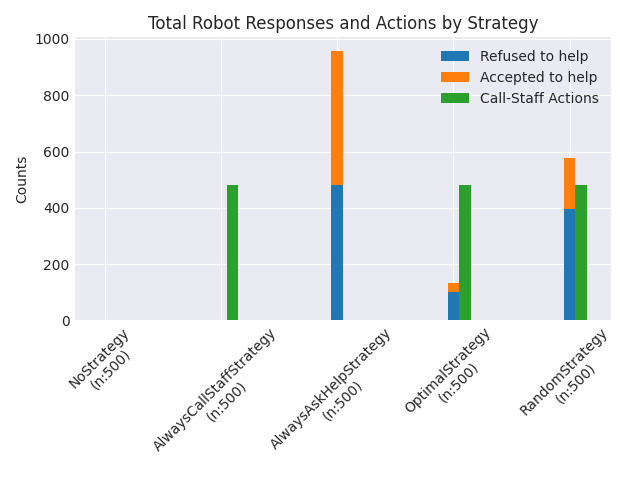 Total Robot Responses and Actions by Strategy
Refused to help
Accepted to help
Call-Staff Actions
Counts
1000
800
600
400
200
0
NoStrategy
(n:500)
AlwaysCallStaffStrategy
(n:500)
AlwaysAskHelpStrategy
(n:500)
OptimalStrategy
(n:500)
RandomStrategy
(n:500)